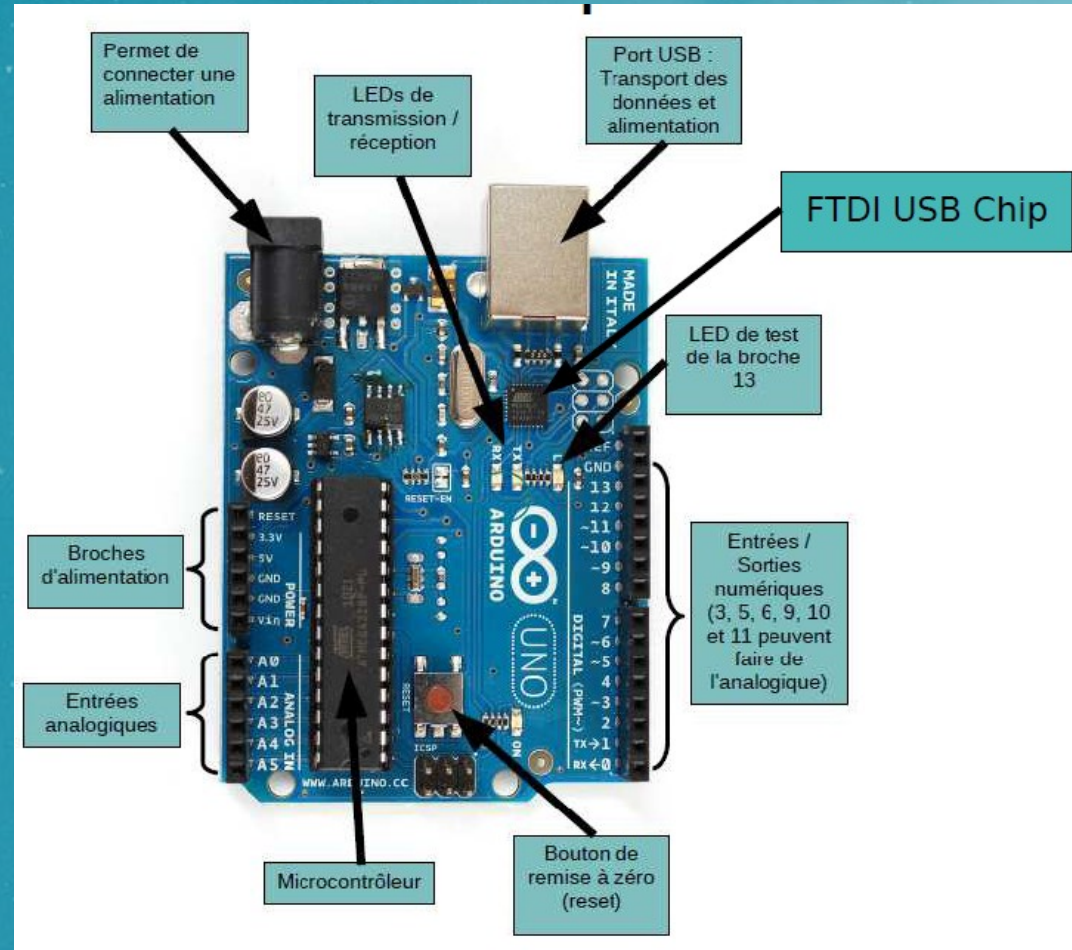 Permet de
connecter une
alimentation
LEDs de
transmission /
réception
Port USB :
Transport des
données et
alimentation
FTDI USB Chip
MADE
IN ITAL
LED de test
de la broche
13
80
47
25V
80
47
25V
RX
TX
L
RESET-EN
ARDUINO
UNO
REF
GND
13
12
~11
~10
~9
8
7
~6
~5
4
~3
2
TX→1
RX←0
DIGITAL (PWM~)
Entrées /
Sorties
numériques
(3, 5, 6, 9, 10
et 11 peuvent
faire de
l'analogique)
Broches
d'alimentation
RESET
3.3V
5V
GND
GND
Vin
POWER
Entrées
analogiques
A0
A1
A2
A3
A4
A5
ANALOG IN
RESET
ICSP
ON
WWW.ARDUINO.CC
Microcontrôleur
Bouton de
remise à zéro
(reset)